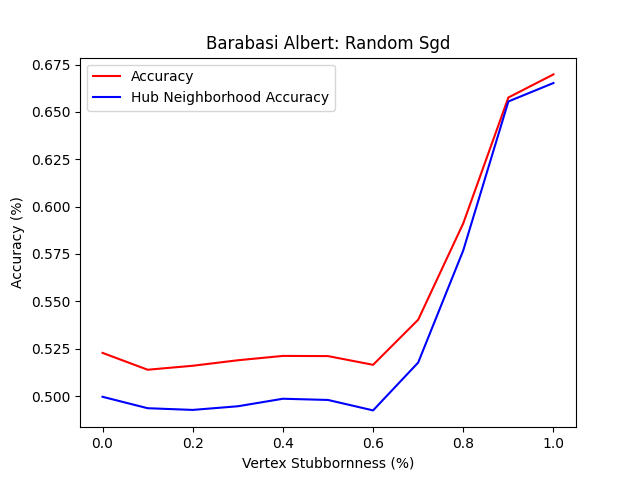 Barabasi Albert: Random Sgd
Accuracy
Hub Neighborhood Accuracy
0.675
0.650
0.625
0.600
0.575
0.550
0.525
0.500
Accuracy (%)
0.0 0.2 0.4 0.6 0.8 1.0
Vertex Stubbornness (%)